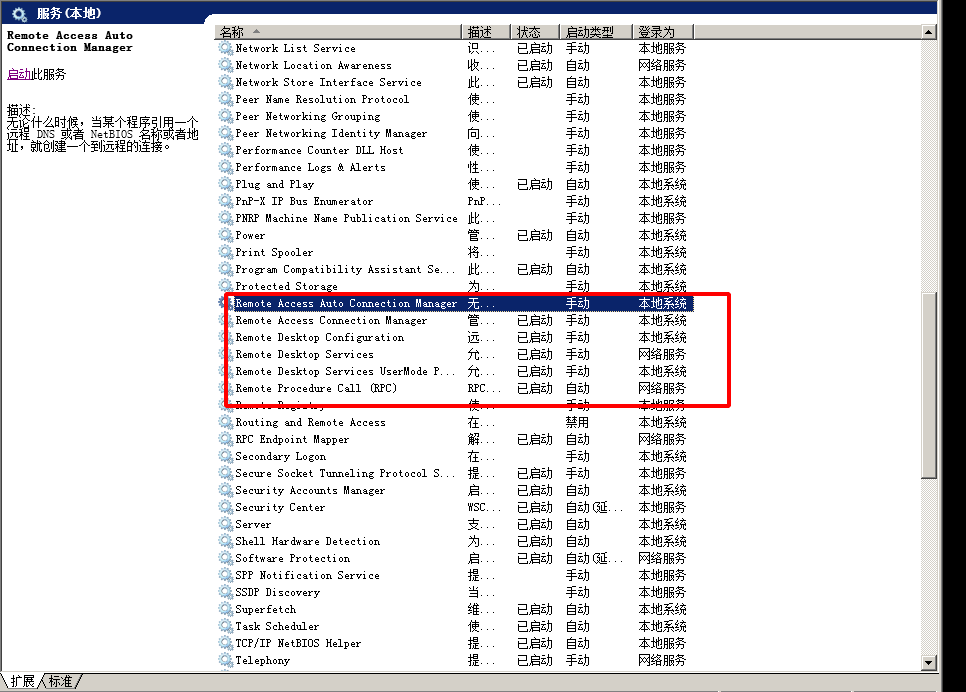 服务(本地)
Remote Access Auto
Connection Manager
启动此服务
描述:
无论什么时候，当某个程序引用一个
远程 DNS 或者 NetBIOS 名称或者地
址，就创建一个到远程的连接。
名称 描述 状态 启动类型 登录为
Network List Service 识... 已启动 手动 本地服务
Network Location Awareness 收... 已启动 自动 网络服务
Network Store Interface Service 此... 已启动 自动 本地服务
Peer Name Resolution Protocol 使... 手动 本地服务
Peer Networking Grouping 使... 手动 本地服务
Peer Networking Identity Manager 向... 手动 本地服务
Performance Counter DLL Host 使... 手动 本地服务
Performance Logs & Alerts 性... 手动 本地服务
Plug and Play 使... 已启动 自动 本地系统
PnP-X IP Bus Enumerator PnP... 手动 本地系统
PNRP Machine Name Publication Service 此... 手动 本地服务
Power 管... 已启动 自动 本地系统
Print Spooler 将... 手动 本地系统
Program Compatibility Assistant Se... 此... 已启动 自动 本地系统
Protected Storage 为... 手动 本地系统
Remote Access Auto Connection Manager 无... 手动 本地系统
Remote Access Connection Manager 管... 已启动 手动 本地系统
Remote Desktop Configuration 远... 已启动 手动 本地系统
Remote Desktop Services 允... 已启动 手动 网络服务
Remote Desktop Services UserMode P... 允... 已启动 手动 本地系统
Remote Procedure Call (RPC) RPC... 已启动 自动 网络服务
Remote Registry 使... 手动 本地服务
Routing and Remote Access 在... 禁用 本地系统
RPC Endpoint Mapper 解... 已启动 自动 网络服务
Secondary Logon 在... 手动 本地系统
Secure Socket Tunneling Protocol S... 提... 已启动 手动 本地服务
Security Accounts Manager 启... 已启动 自动 本地系统
Security Center WSC... 已启动 自动(延... 本地服务
Server 支... 已启动 自动 本地系统
Shell Hardware Detection 为... 已启动 自动 本地系统
Software Protection 启... 已启动 自动(延... 网络服务
SPP Notification Service 提... 手动 本地服务
SSDP Discovery 当... 手动 本地服务
Superfetch 维... 已启动 自动 本地系统
Task Scheduler 使... 已启动 自动 本地系统
TCP/IP NetBIOS Helper 提... 已启动 自动 本地服务
Telephony 提... 已启动 手动 网络服务
扩展 标准